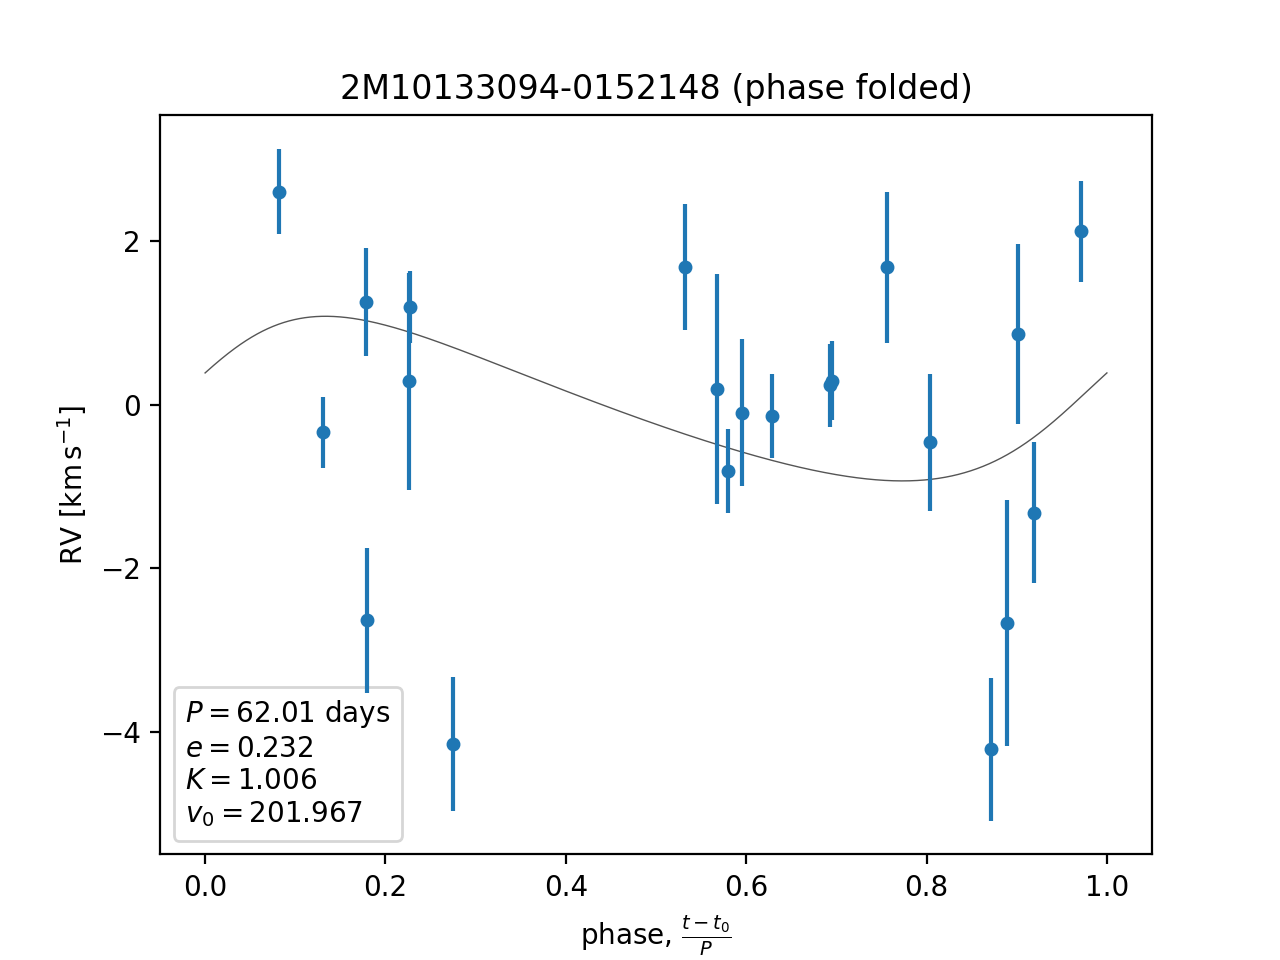 2M10133094-0152148 (phase folded)
RV [km s⁻¹]
2
0
−2
−4
P = 62.01 days
e = 0.232
K = 1.006
v₀ = 201.967
0.0 0.2 0.4 0.6 0.8 1.0
phase, (t − t₀)/P